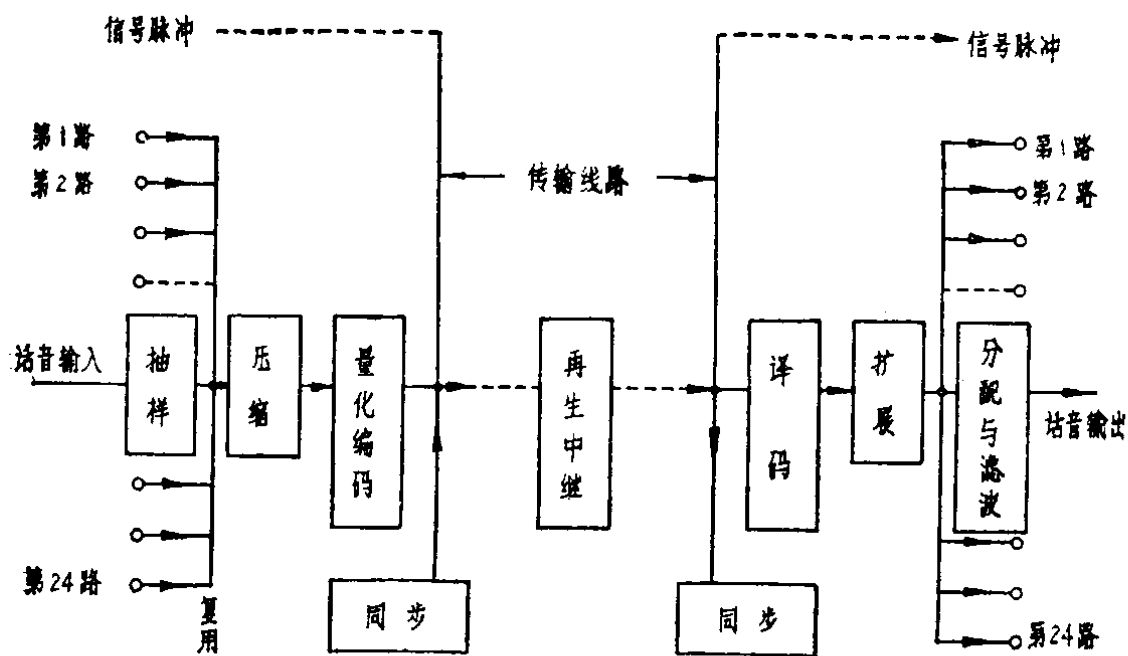 信号脉冲
信号脉冲
第1路
第2路
传输线路
第1路
第2路
话音输入
抽样
压缩
量化编码
再生中继
译码
扩展
分配与滤波
话音输出
第24路
复用
同步
同步
第24路